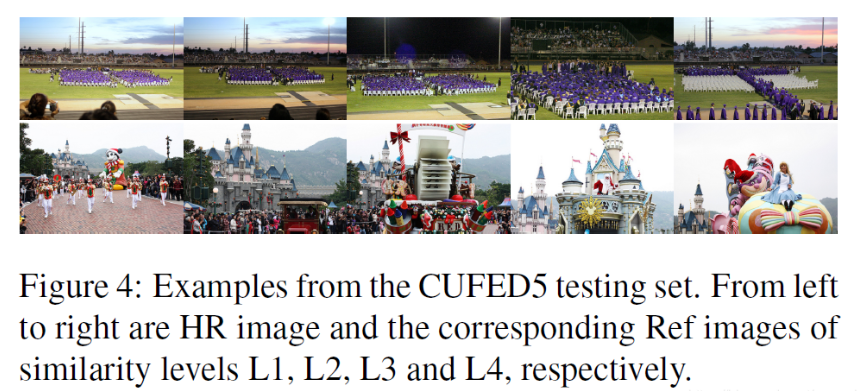 Figure 4: Examples from the CUFED5 testing set. From left
to right are HR image and the corresponding Ref images of
similarity levels L1, L2, L3 and L4, respectively.